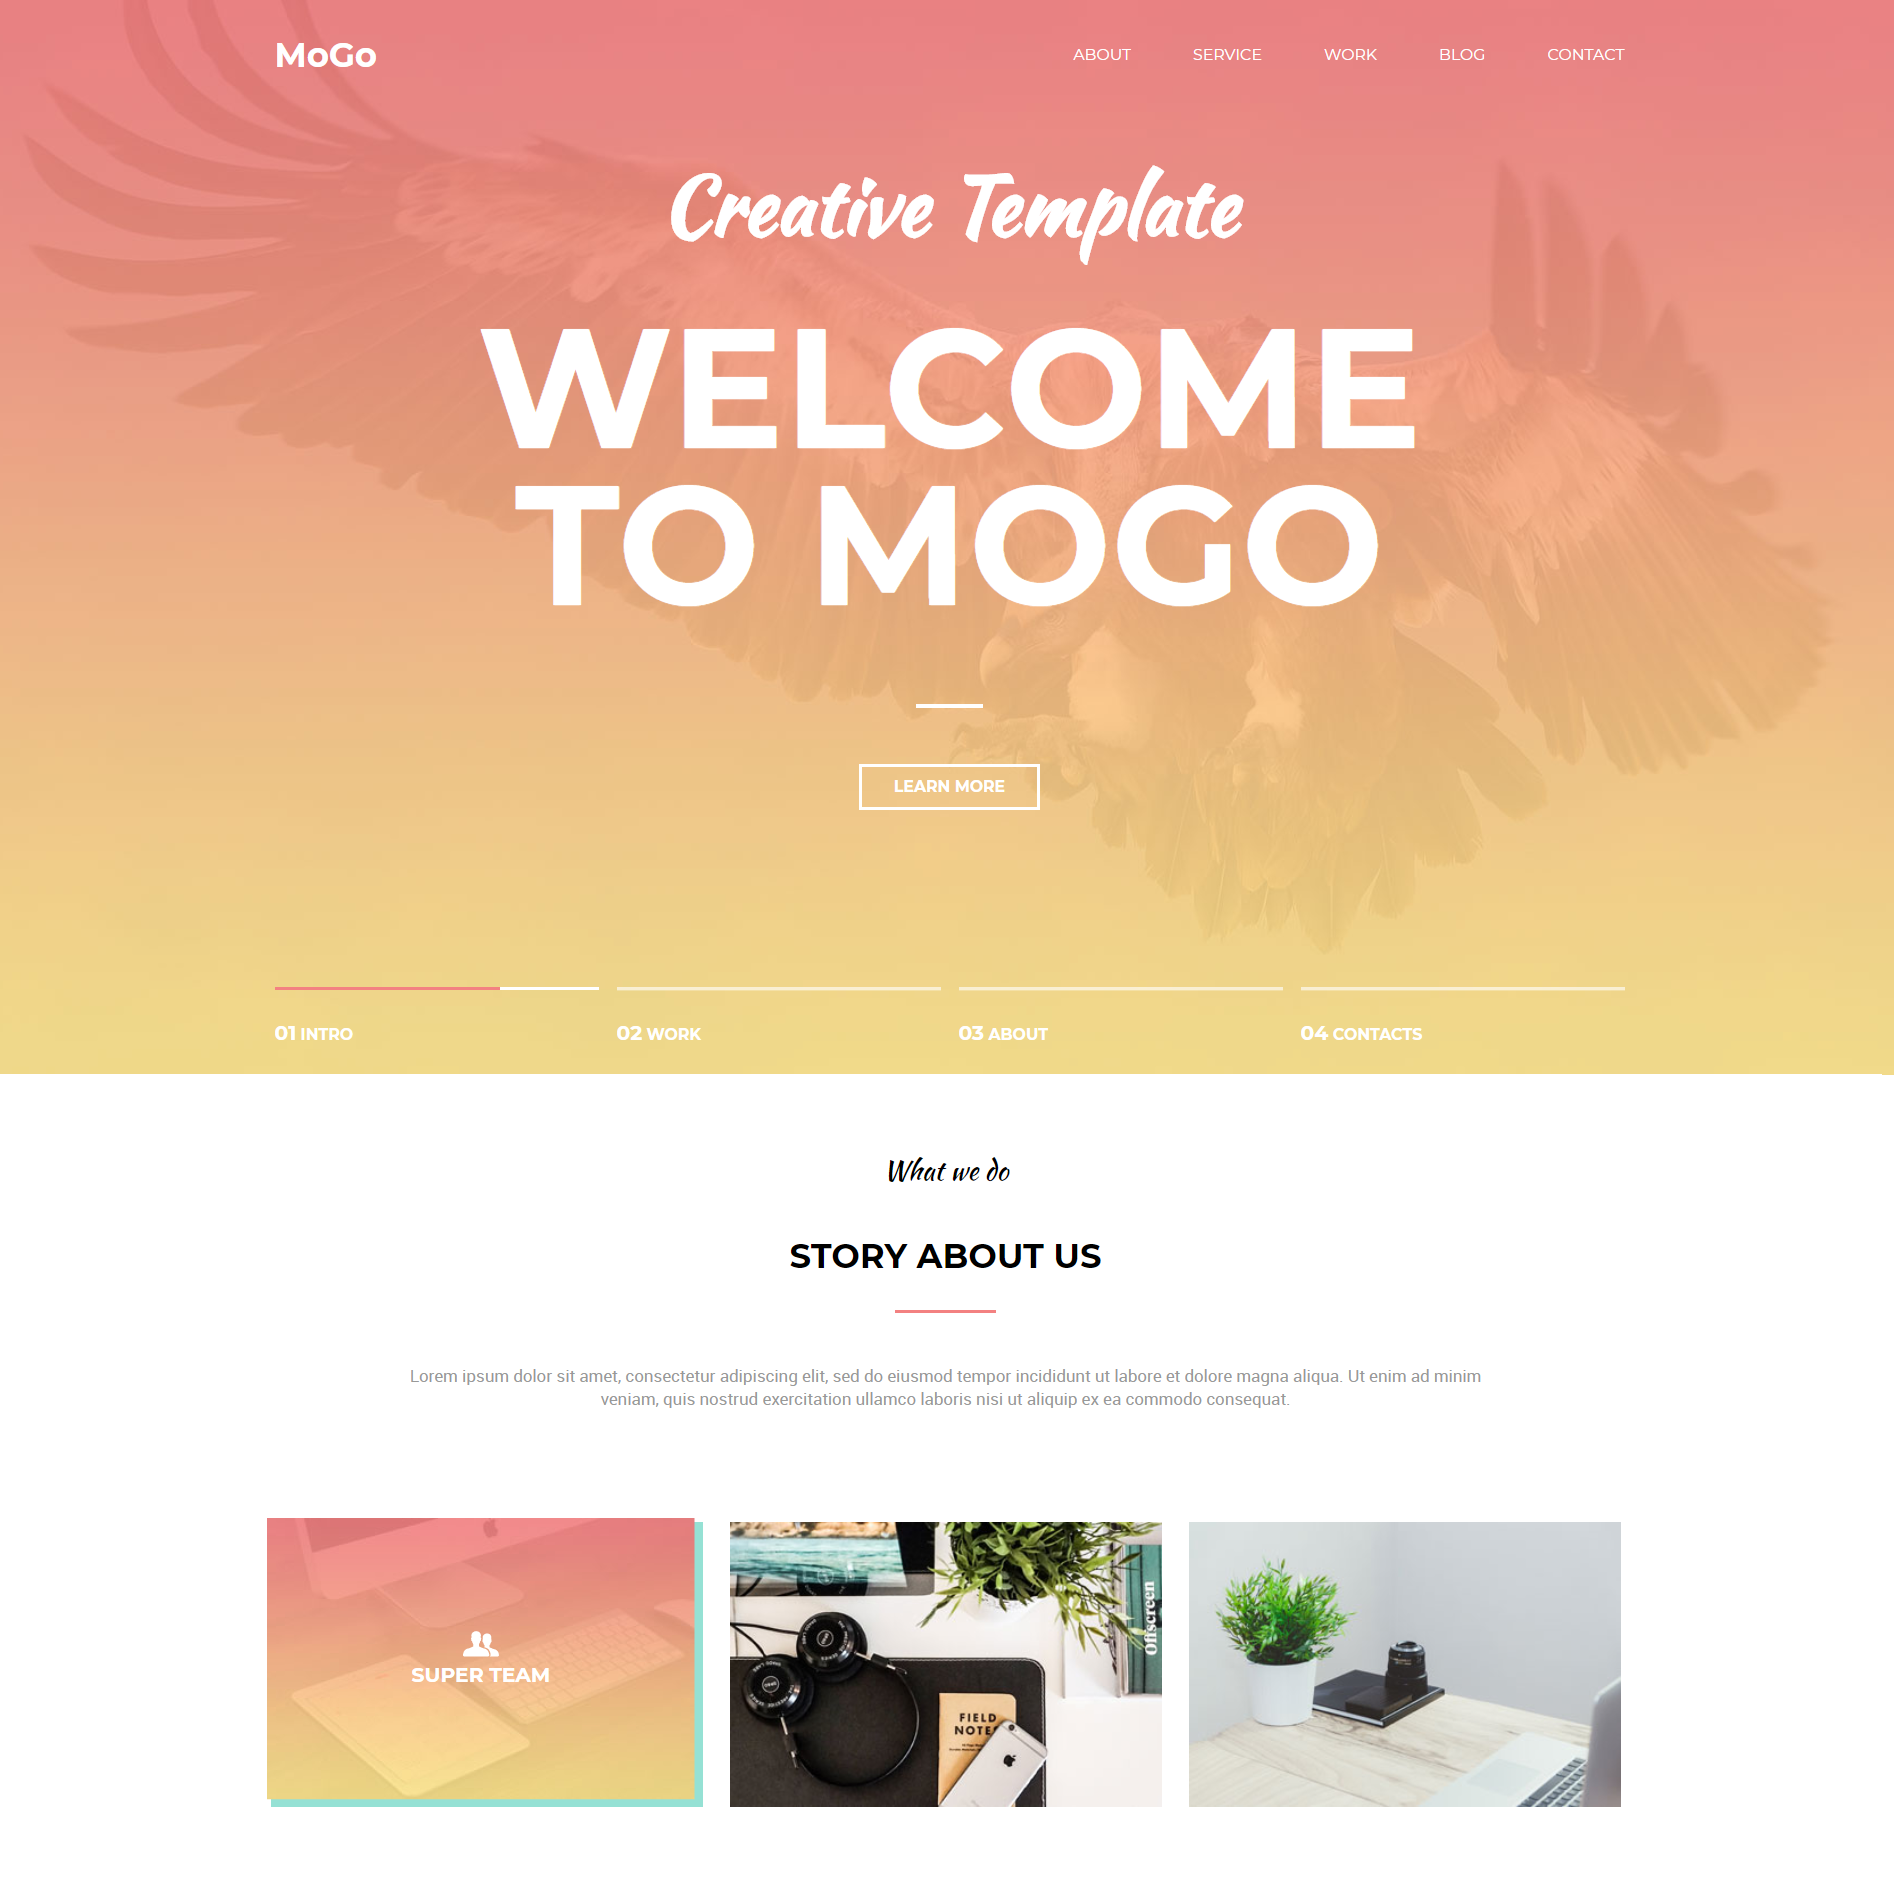 MoGo
ABOUT SERVICE WORK BLOG CONTACT
Creative Template
WELCOME
TO MOGO
LEARN MORE
01 INTRO 02 WORK 03 ABOUT 04 CONTACTS
What we do
STORY ABOUT US
Lorem ipsum dolor sit amet, consectetur adipiscing elit, sed do eiusmod tempor incididunt ut labore et dolore magna aliqua. Ut enim ad minim
veniam, quis nostrud exercitation ullamco laboris nisi ut aliquip ex ea commodo consequat.
SUPER TEAM
Offscreen
FIELD
NOTES